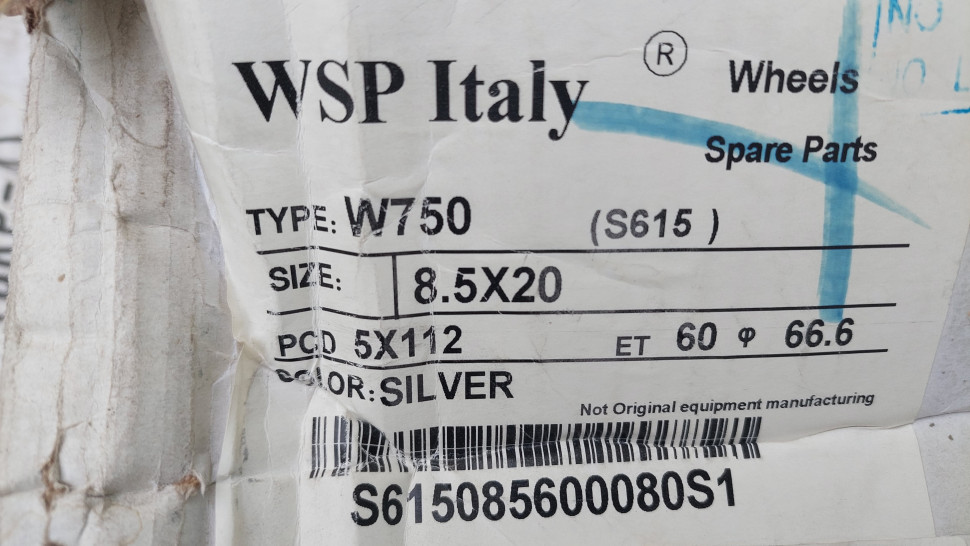 WSP Italy ® Wheels
Spare Parts
TYPE: W750 (S615 )
SIZE: 8.5X20
PCD 5X112 ET 60 φ 66.6
COLOR: SILVER
Not Original equipment manufacturing
S615085600080S1